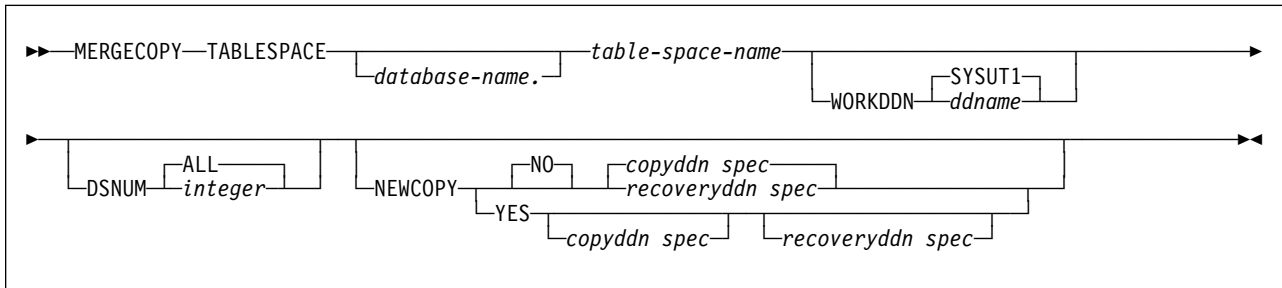 MERGECOPY TABLESPACE database-name. table-space-name
WORKDDN SYSUT1
ddname
DSNUM ALL
integer
NEWCOPY NO copyddn spec
recoveryddn spec
YES copyddn spec recoveryddn spec